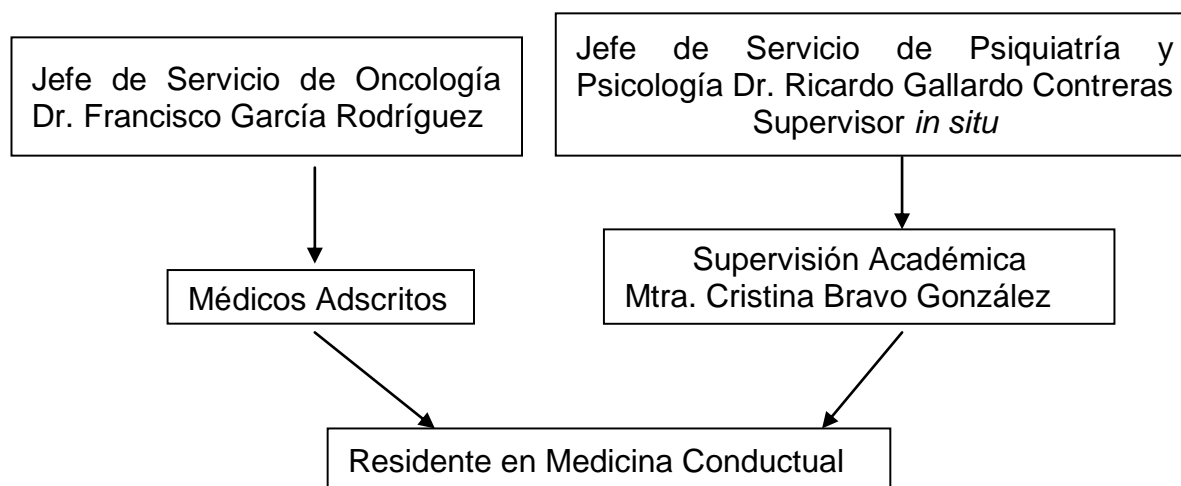 Jefe de Servicio de Oncología
Dr. Francisco García Rodríguez
Jefe de Servicio de Psiquiatría y
Psicología Dr. Ricardo Gallardo Contreras
Supervisor in situ
Médicos Adscritos
Supervisión Académica
Mtra. Cristina Bravo González
Residente en Medicina Conductual